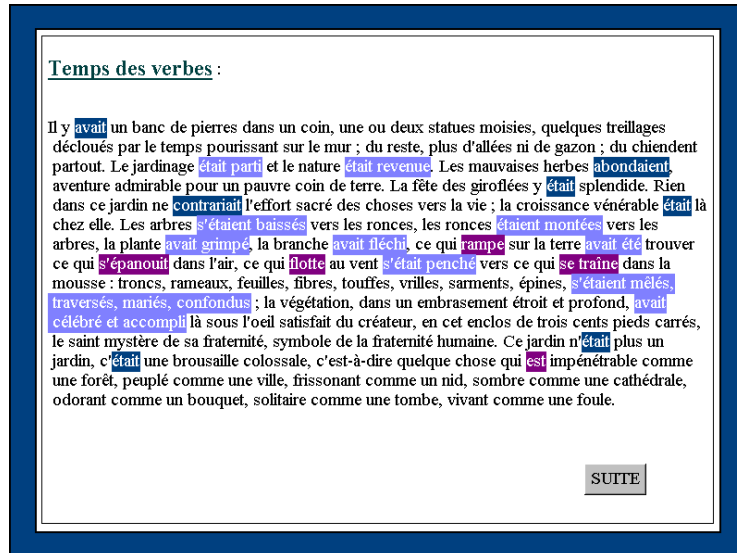 Temps des verbes :
Il y avait un banc de pierres dans un coin, une ou deux statues moisies, quelques treillages
décloués par le temps pourissant sur le mur ; du reste, plus d'allées ni de gazon ; du chiendent
partout. Le jardinage était parti et le nature était revenue. Les mauvaises herbes abondaient,
aventure admirable pour un pauvre coin de terre. La fête des giroflées y était splendide. Rien
dans ce jardin ne contrariait l'effort sacré des choses vers la vie ; la croissance vénérable était là
chez elle. Les arbres s'étaient baissés vers les ronces, les ronces étaient montées vers les
arbres, la plante avait grimpé, la branche avait fléchi, ce qui rampe sur la terre avait été trouver
ce qui s'épanouit dans l'air, ce qui flotte au vent s'était penché vers ce qui se traîne dans la
mousse : troncs, rameaux, feuilles, fibres, touffes, vrilles, sarments, épines, s'étaient mêlés,
traversés, mariés, confondus ; la végétation, dans un embrasement étroit et profond, avait
célébré et accompli là sous l'oeil satisfait du créateur, en cet enclos de trois cents pieds carrés,
le saint mystère de sa fraternité, symbole de la fraternité humaine. Ce jardin n'était plus un
jardin, c'était une brousaille colossale, c'est-à-dire quelque chose qui est impénétrable comme
une forêt, peuplé comme une ville, frissonant comme un nid, sombre comme une cathédrale,
odorant comme un bouquet, solitaire comme une tombe, vivant comme une foule.
SUITE